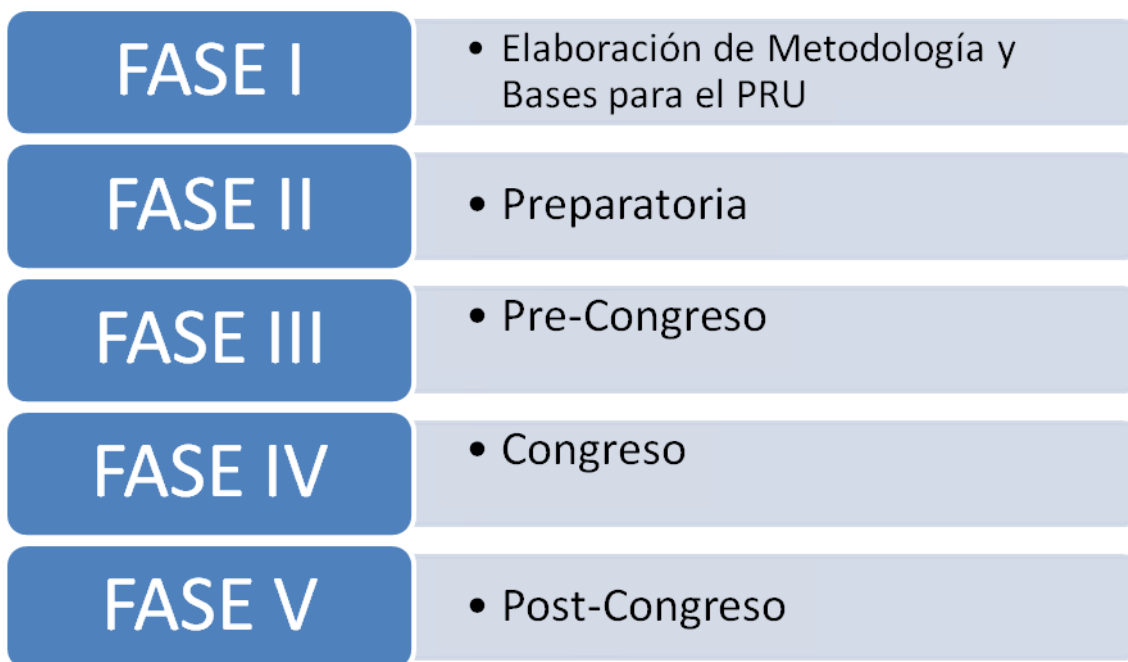 FASE I
• Elaboración de Metodología y
Bases para el PRU
FASE II
• Preparatoria
FASE III
• Pre-Congreso
FASE IV
• Congreso
FASE V
• Post-Congreso